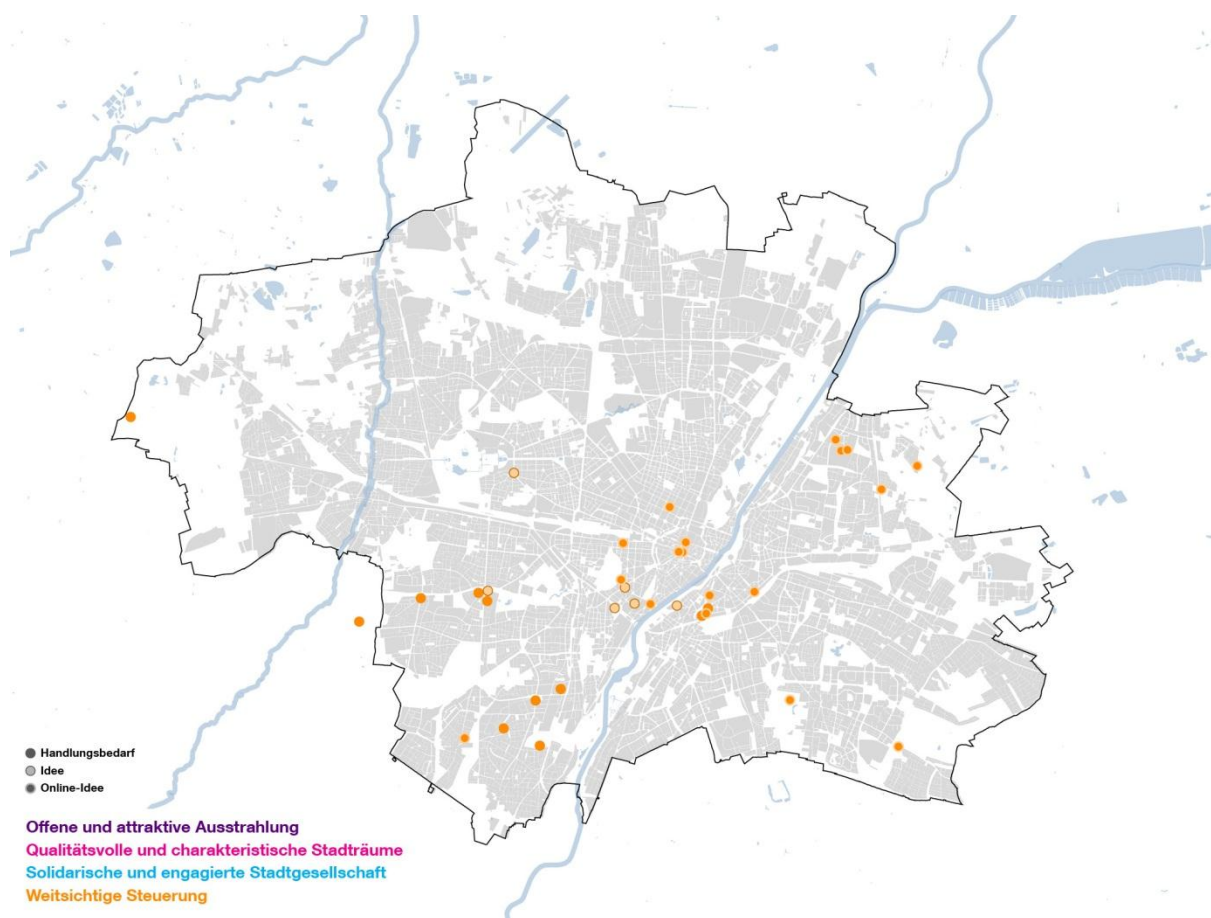 Handlungsbedarf
Idee
Online-Idee
Offene und attraktive Ausstrahlung
Qualitätsvolle und charakteristische Stadträume
Solidarische und engagierte Stadtgesellschaft
Weitsichtige Steuerung